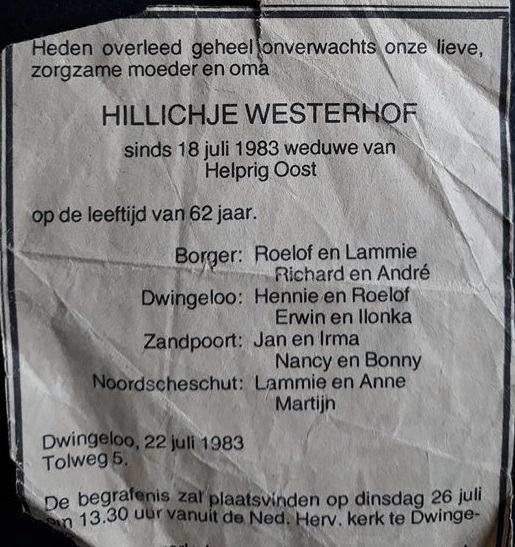 Heden overleed geheel onverwachts onze lieve,
zorgzame moeder en oma
HILLICHJE WESTERHOF
sinds 18 juli 1983 weduwe van
Helprig Oost
op de leeftijd van 62 jaar.
Borger: Roelof en Lammie
Richard en André
Dwingeloo: Hennie en Roelof
Erwin en Ilonka
Zandpoort: Jan en Irma
Nancy en Bonny
Noordscheschut: Lammie en Anne
Martijn
Dwingeloo, 22 juli 1983
Tolweg 5.
De begrafenis zal plaatsvinden op dinsdag 26 juli
om 13.30 uur vanuit de Ned. Herv. kerk te Dwinge-